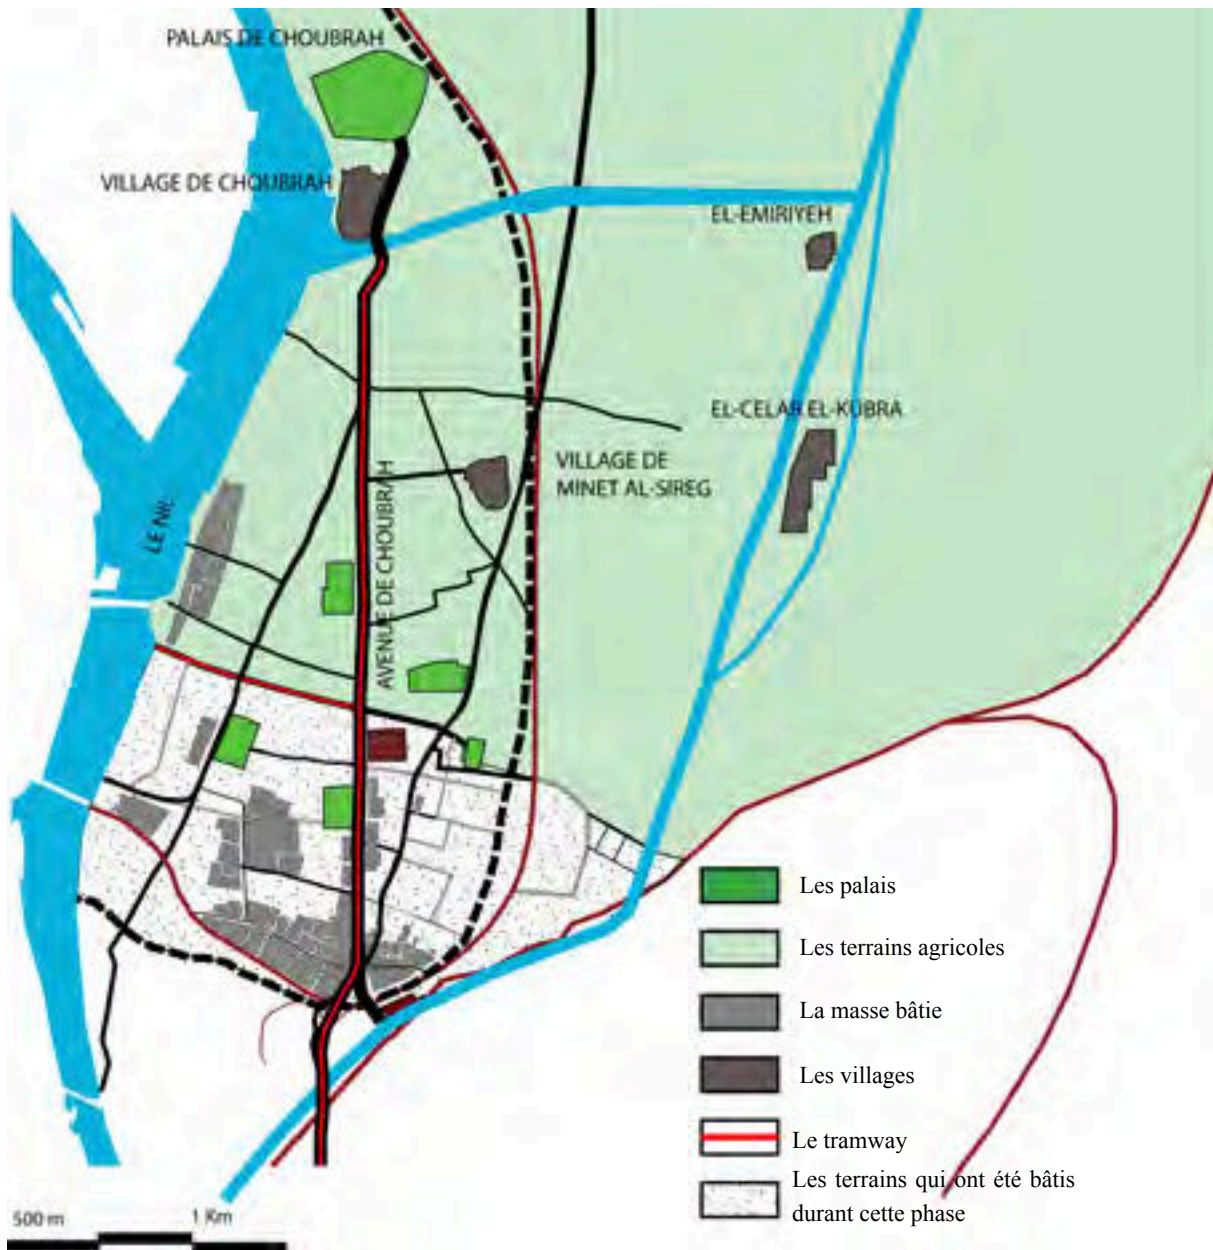 PALAIS DE CHOUBRAH
VILLAGE DE CHOUBRAH
EL-EMIRIYEH
EL-CELAR EL-KUBRA
VILLAGE DE
MINET AL-SIREG
LE NIL
AVENUE DE CHOUBRAH
Les palais
Les terrains agricoles
La masse bâtie
Les villages
Le tramway
Les terrains qui ont été bâtis
durant cette phase
500 m
1 Km